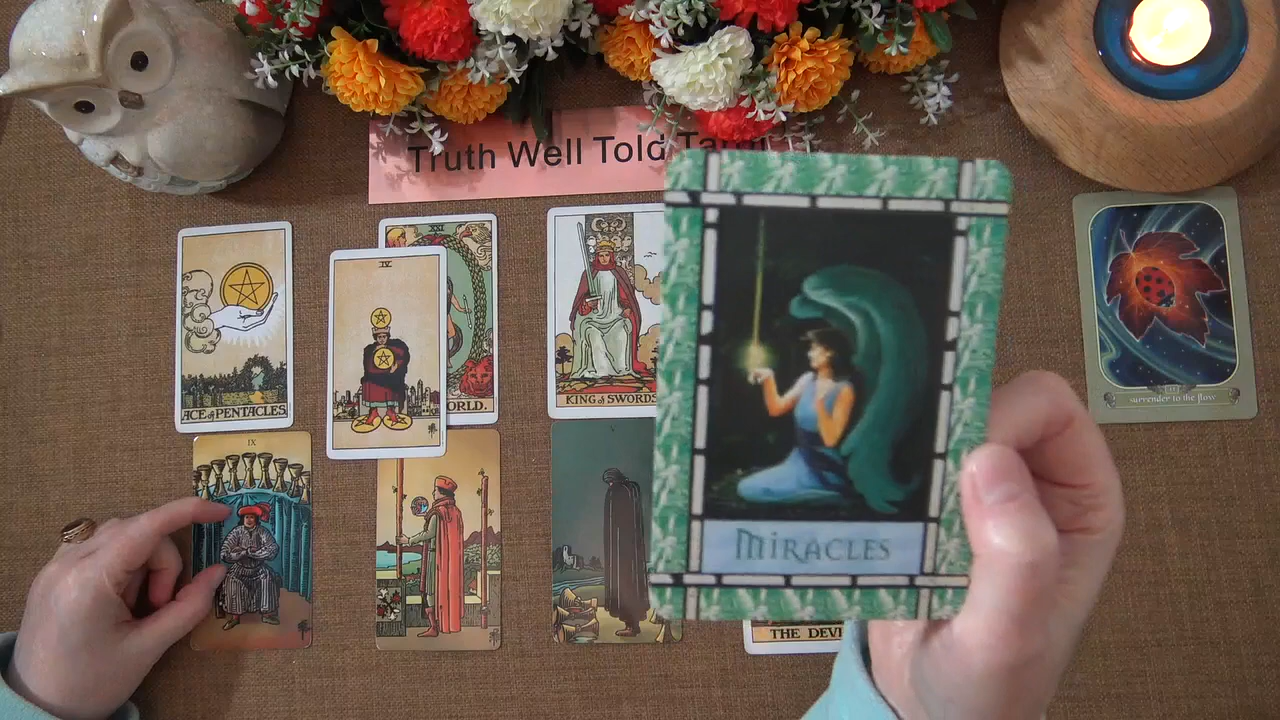 Truth Well Told Tarot
XXI
IV
ACE of PENTACLES
WORLD.
KING of SWORDS
surrender to the flow
MIRACLES
IX
THE DEVI